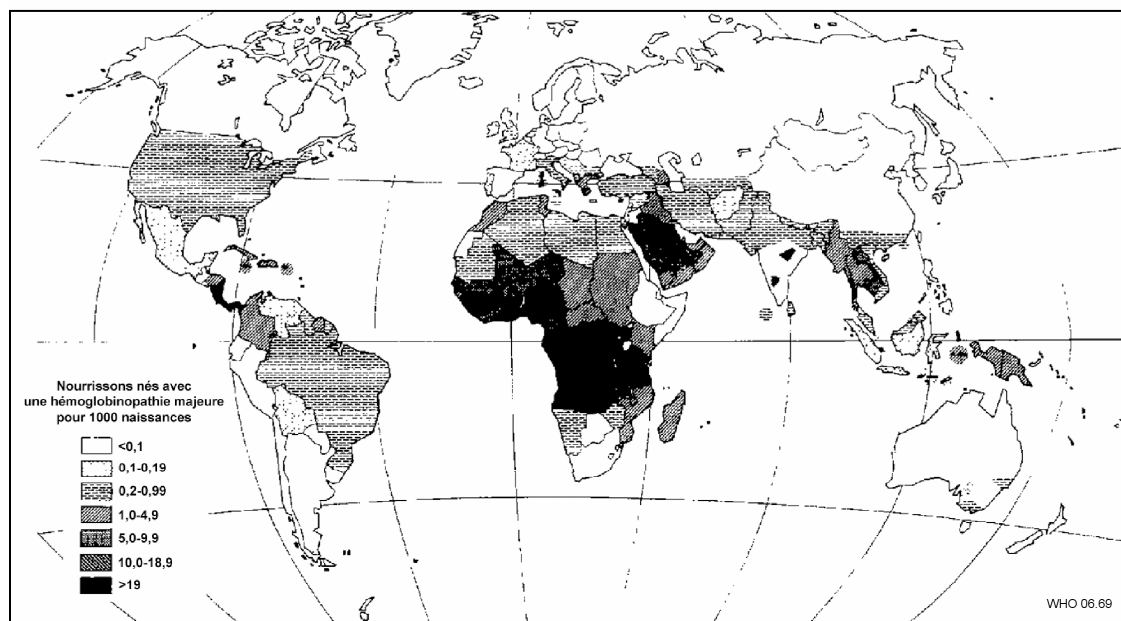 Nourrissons nés avec
une hémoglobinopathie majeure
pour 1000 naissances
<0,1
0,1-0,19
0,2-0,99
1,0-4,9
5,0-9,9
10,0-18,9
>19
WHO 06.69